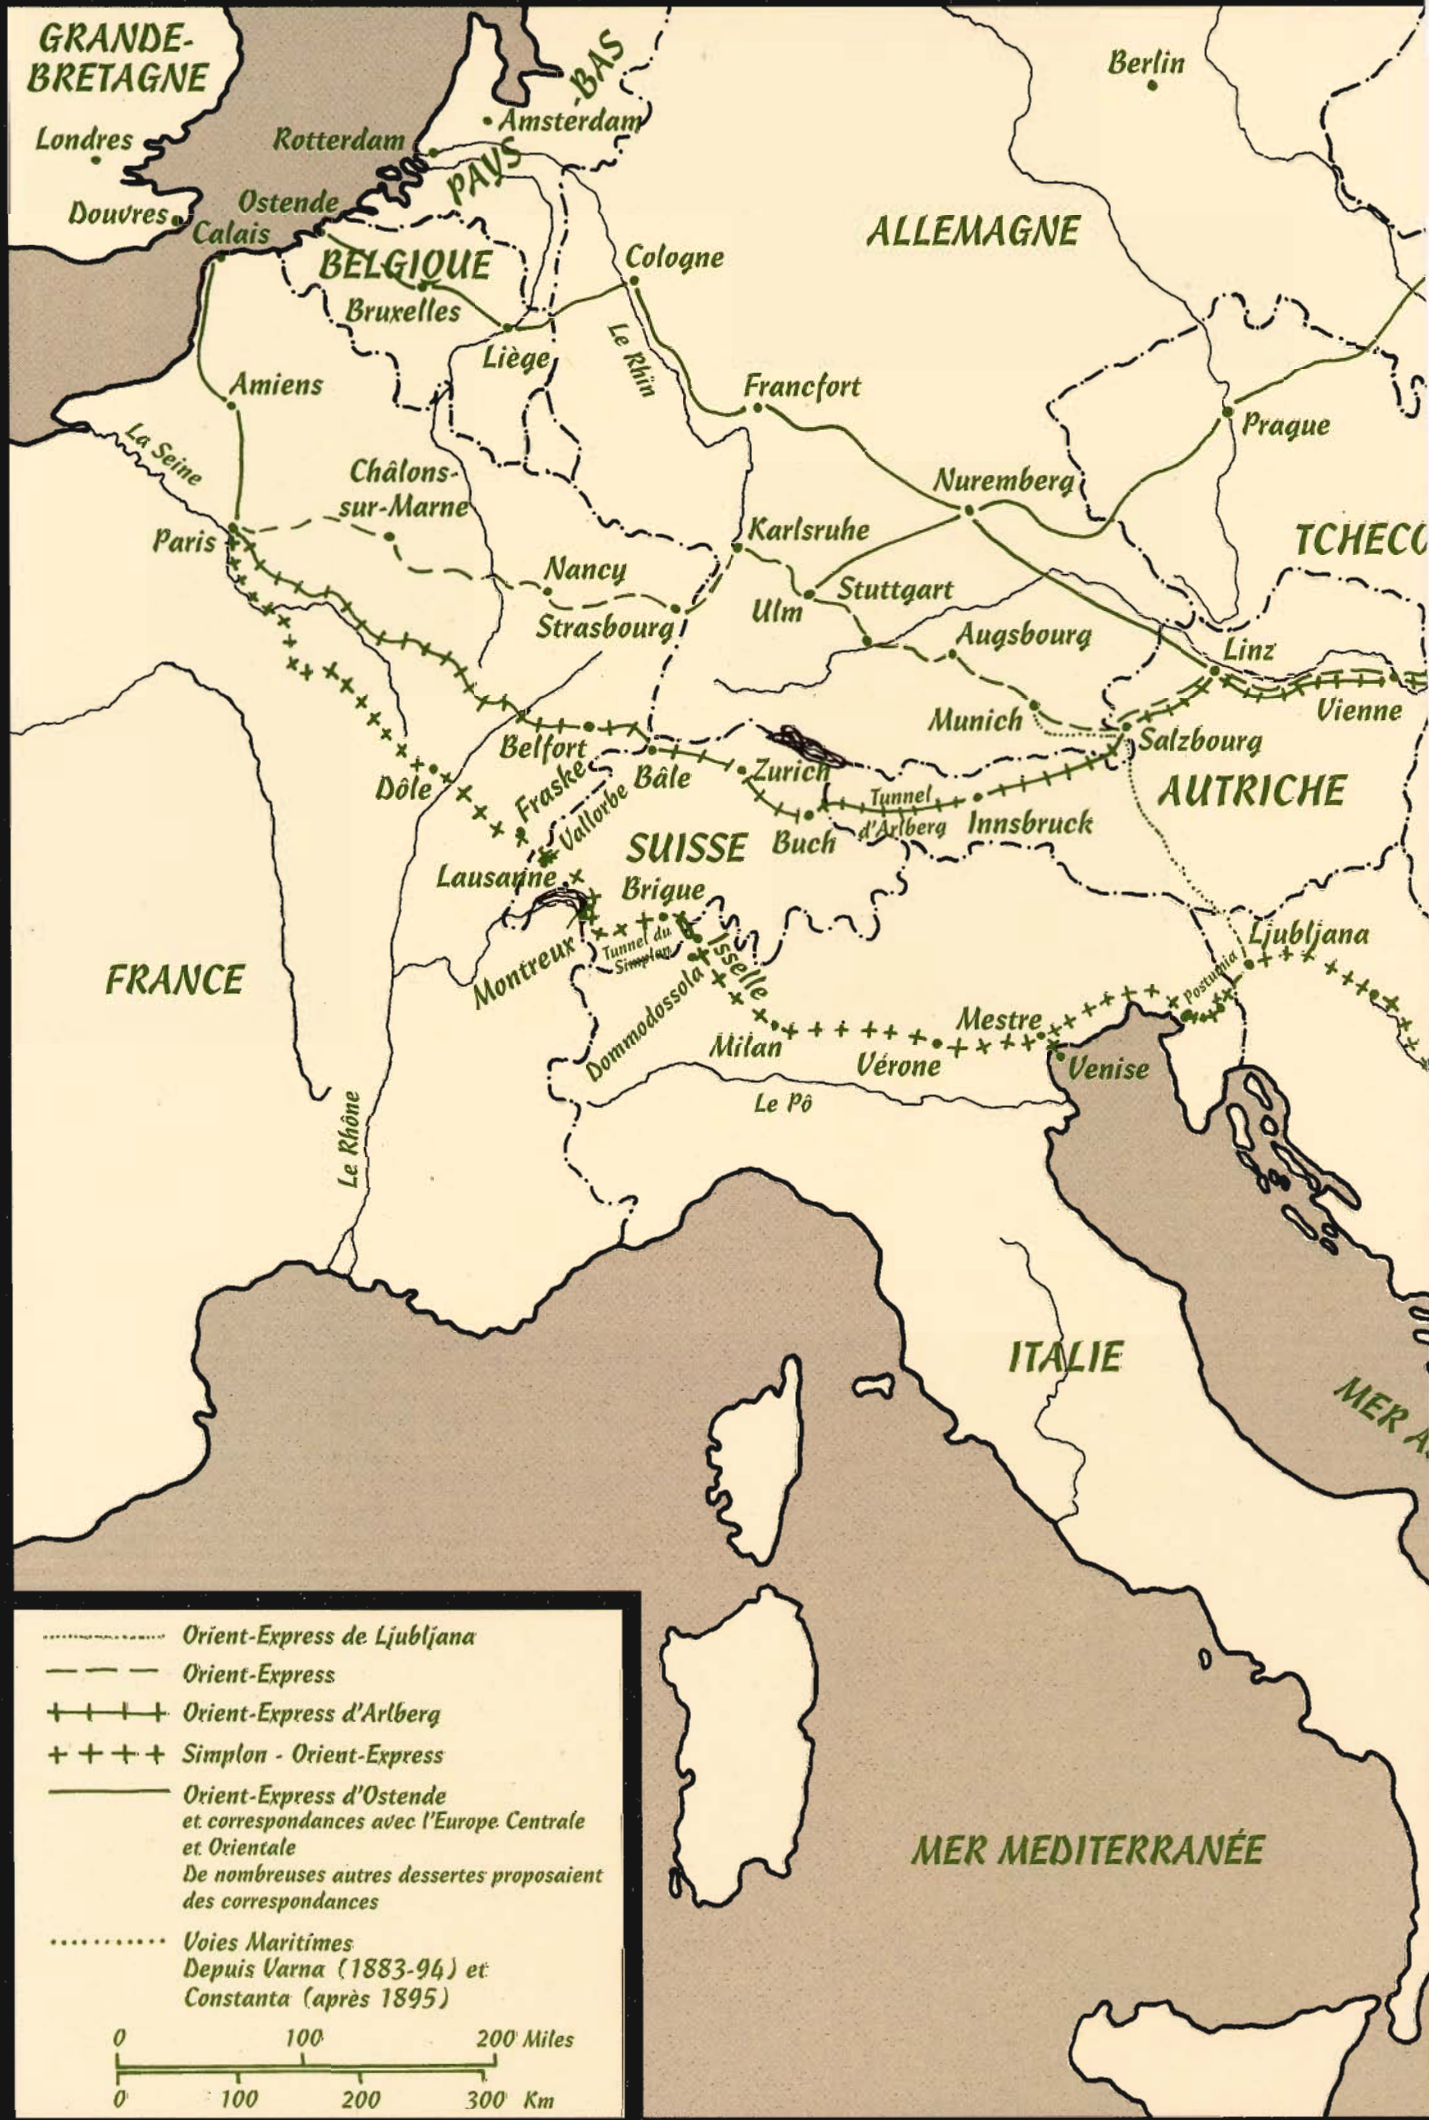 GRANDE-
BRETAGNE
Londres
Douvres
Calais
Ostende
Rotterdam
Amsterdam
PAYS
-BAS
Berlin
ALLEMAGNE
BELGIQUE
Bruxelles
Liège
Cologne
Le Rhïn
Amiens
Francfort
Prague
La Seine
Châlons-
sur-Marne
Nuremberg
Paris
Karlsruhe
TCHECO
Nancy
Strasbourg
Ulm
Stuttgart
Augsbourg
Linz
Munich
Salzbourg
Vienne
Belfort
Bâle
Zurich
Dôle
Fraske
Vallorbe
AUTRICHE
Tunnel
d'Arlberg
Innsbruck
Buch
SUISSE
Lausanne
Brigue
Montreux
Tunnel du
Simplon
Isselle
Dommodossola
Ljubljana
Postumia
FRANCE
Milan
Vérone
Mestre
Venise
Le Pô
Le Rhône
ITALIE
MER A
MER MEDITERRANÉE
Orient-Express de Ljubljana
Orient-Express
Orient-Express d'Arlberg
Simplon - Orient-Express
Orient-Express d'Ostende
et correspondances avec l'Europe Centrale
et Orientale
De nombreuses autres dessertes proposaient
des correspondances
Voies Maritimes
Depuis Varna (1883-94) et
Constanta (après 1895)
0 100 200 Miles
0 100 200 300 Km